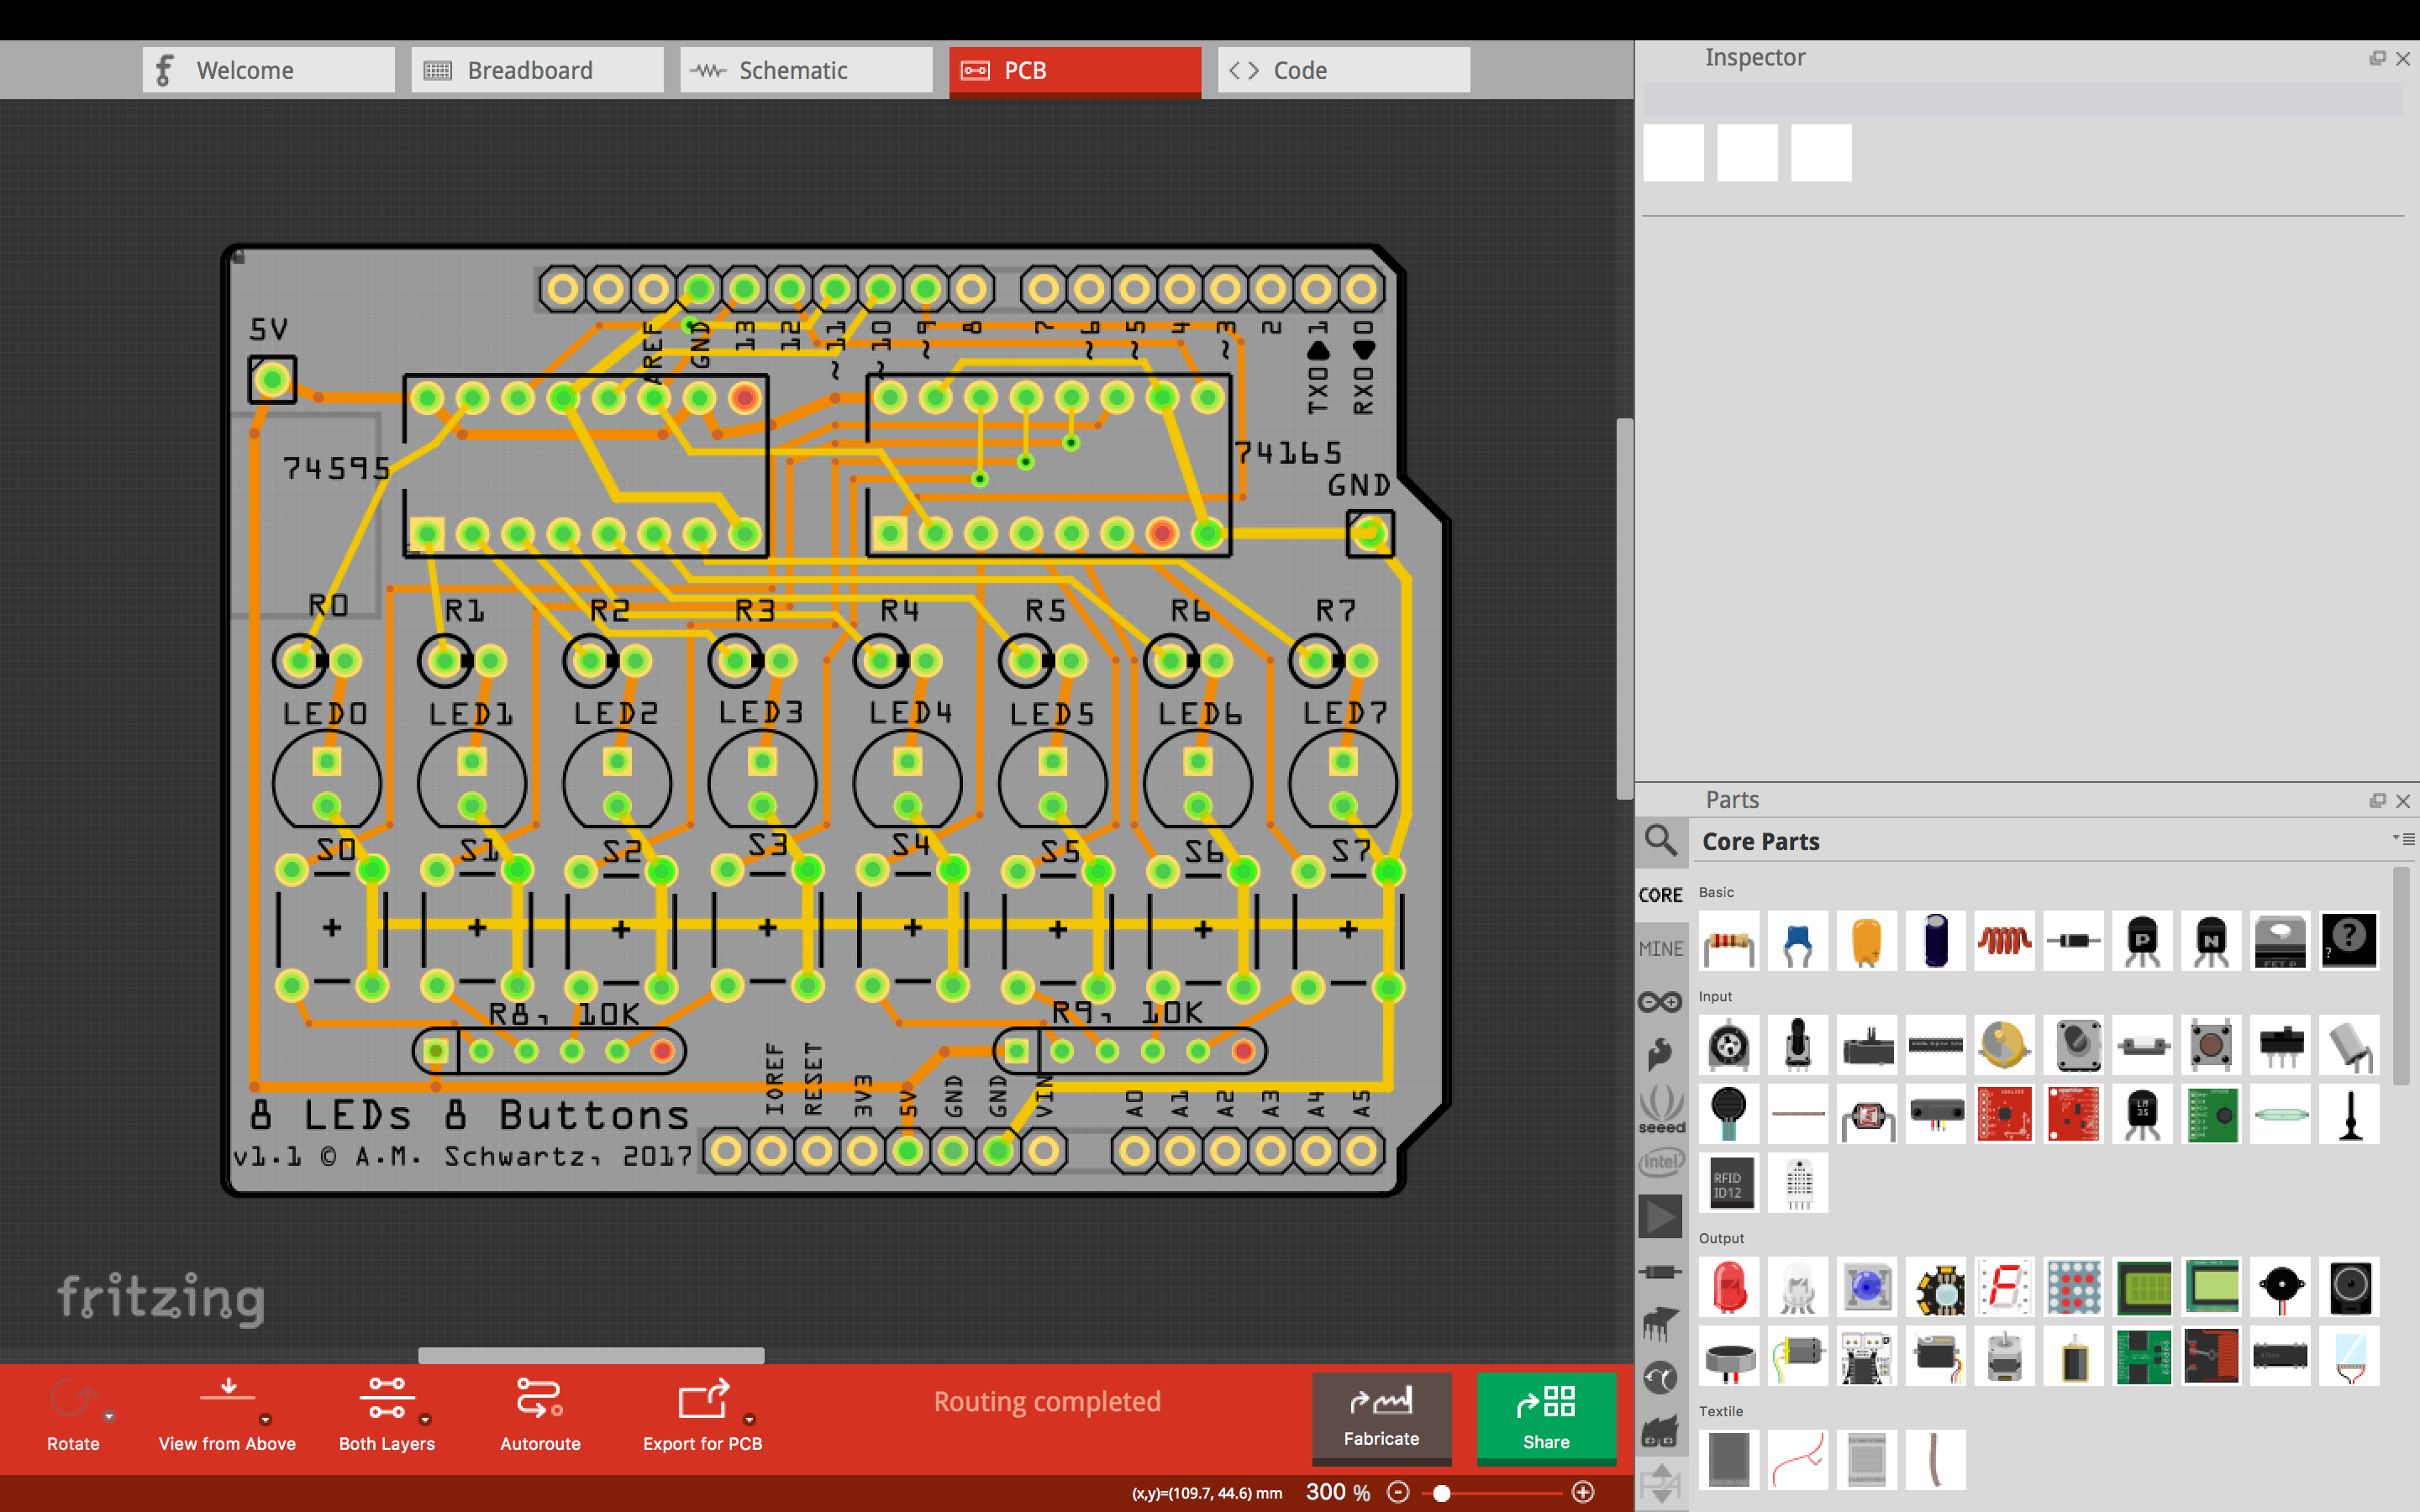 Welcome
Breadboard
Schematic
PCB
Code
Inspector
5V
AREF
GND
13
12
~11
~10
~9
8
7
~6
~5
4
~3
2
TX0 1
RX0 0
74595
74165
GND
R0
R1
R2
R3
R4
R5
R6
R7
LED0
LED1
LED2
LED3
LED4
LED5
LED6
LED7
S0
S1
S2
S3
S4
S5
S6
S7
+
+
+
+
+
+
+
+
R8, 10K
R9, 10K
IOREF
RESET
3V3
5V
GND
GND
VIN
A0
A1
A2
A3
A4
A5
8 LEDs 8 Buttons
v1.1 © A.M. Schwartz, 2017
fritzing
Rotate
View from Above
Both Layers
Autoroute
Export for PCB
Routing completed
Fabricate
Share
(x,y)=(109.7, 44.6) mm
300 %
Parts
Core Parts
CORE
MINE
seeed
intel
Basic
P
N
FET P
?
?
Input
LM
35
RFID
ID12
Output
F
Textile